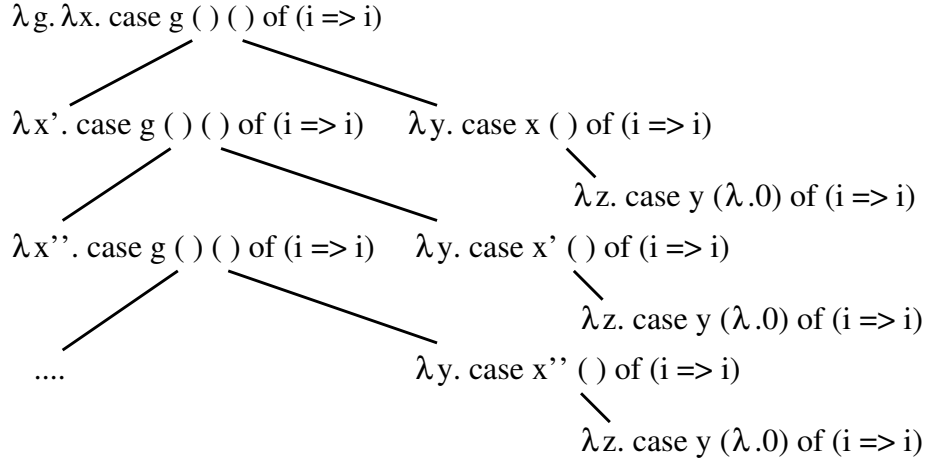 λg. λx. case g ( ) ( ) of (i => i)
λx'. case g ( ) ( ) of (i => i) λy. case x ( ) of (i => i)
λz. case y (λ.0) of (i => i)
λx''. case g ( ) ( ) of (i => i) λy. case x' ( ) of (i => i)
λz. case y (λ.0) of (i => i)
.... λy. case x'' ( ) of (i => i)
λz. case y (λ.0) of (i => i)